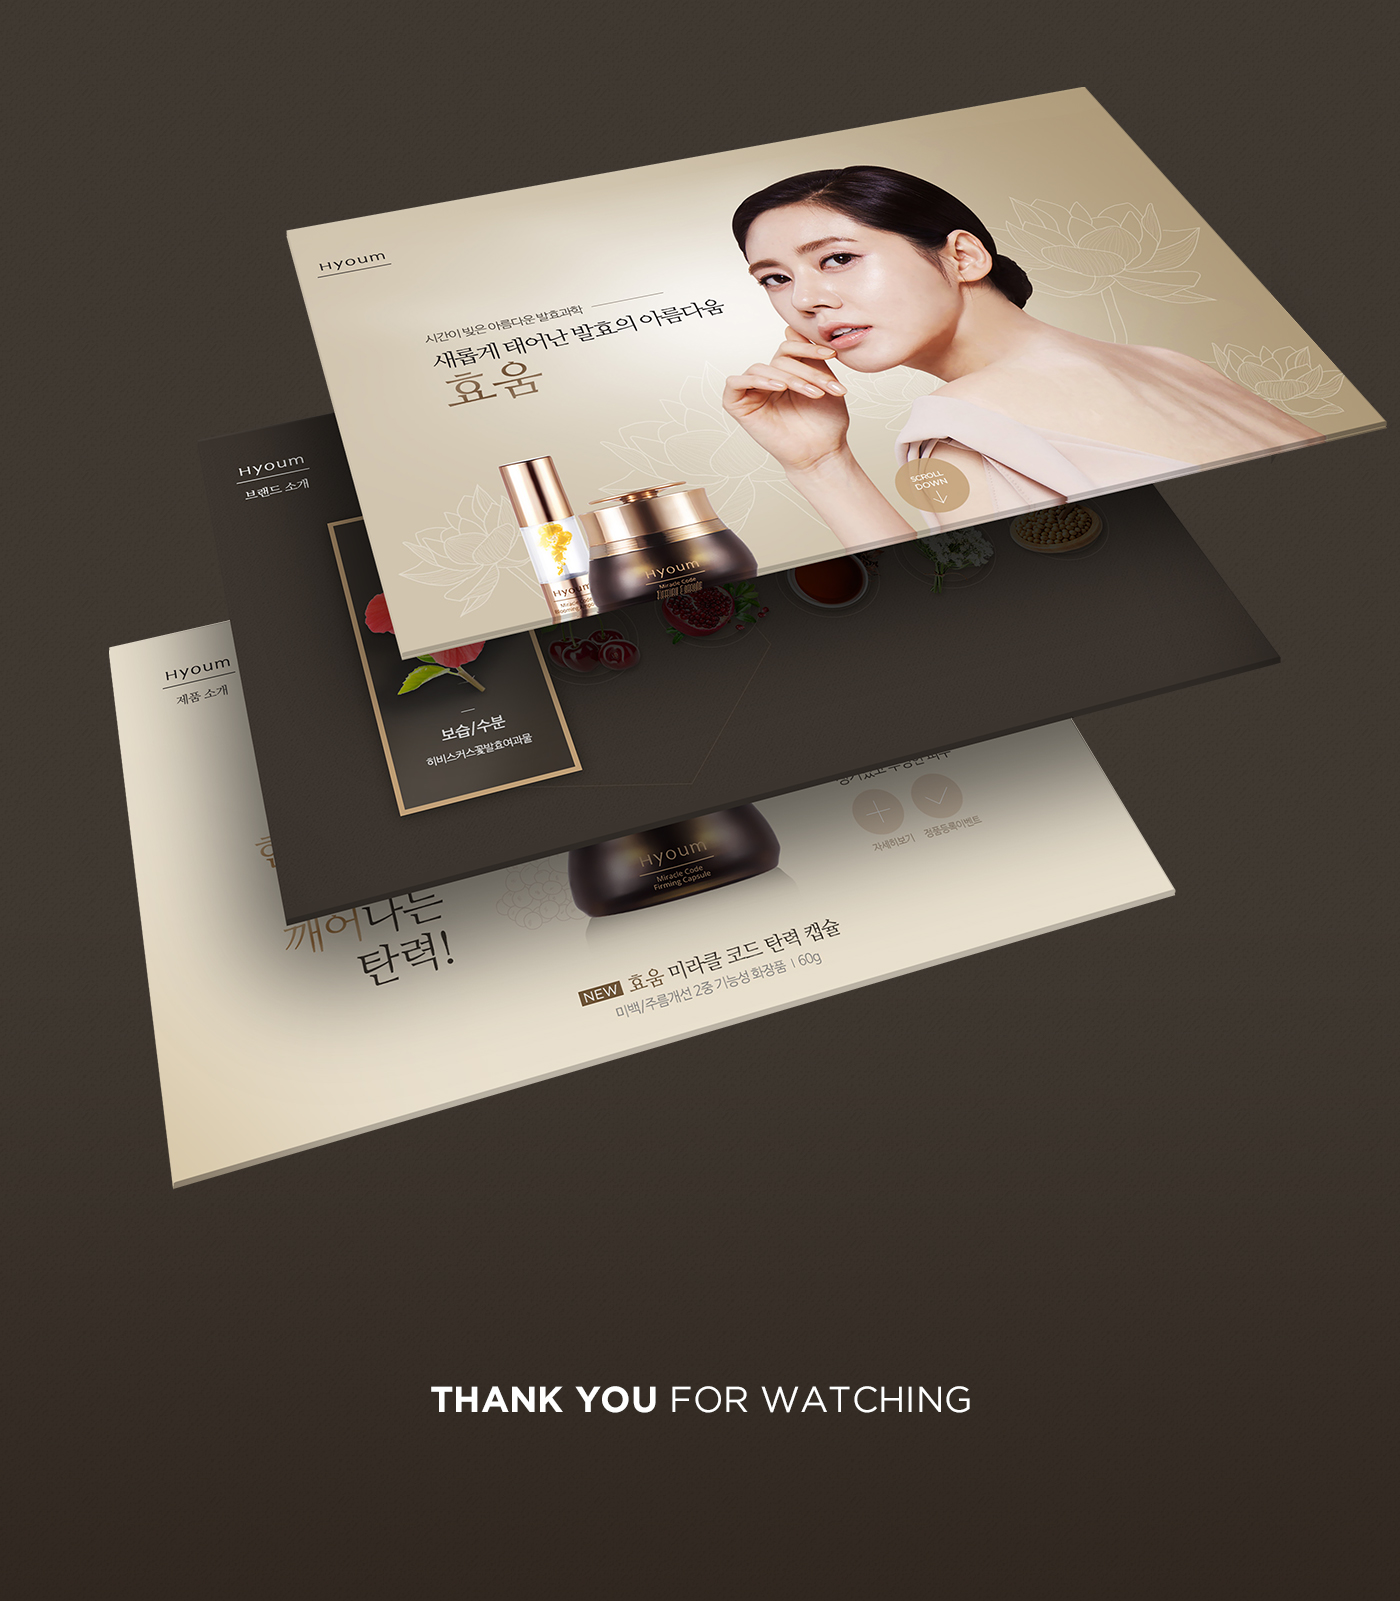 Hyoum
시간이 빚은 아름다운 발효과학
새롭게 태어난 발효의 아름다움
효움
SCROLL
DOWN
Hyoum
Miracle Code
Blooming
Hyoum
Miracle Code
Hyoum
브랜드 소개
보습/수분
히비스커스꽃발효여과물
Hyoum
제품 소개
깨어나는
탄력!
Hyoum
Miracle Code
Firming Capsule
자세히보기
정품등록이벤트
NEW 효움 미라클 코드 탄력 캡슐
미백/주름개선 2중 기능성 화장품 | 60g
THANK YOU FOR WATCHING